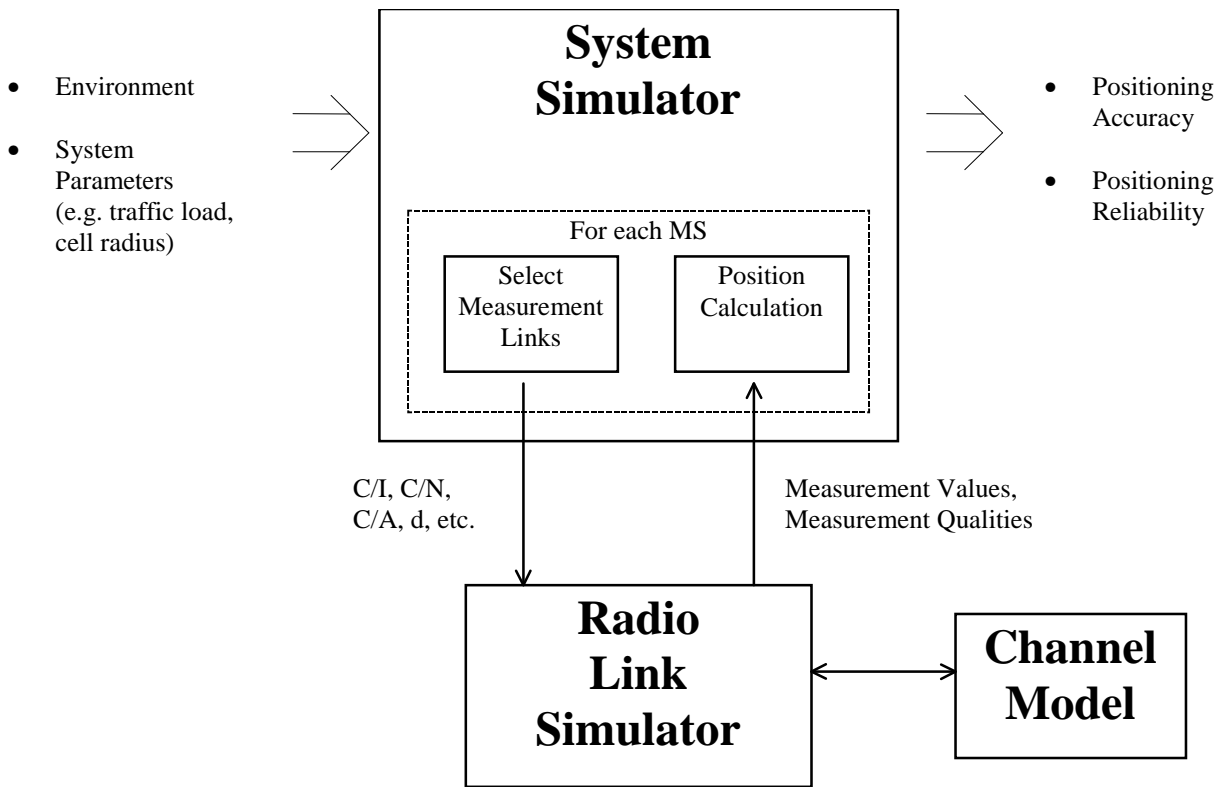 System
Simulator
• Environment
• System
Parameters
(e.g. traffic load,
cell radius)
• Positioning
Accuracy
• Positioning
Reliability
For each MS
Select
Measurement
Links
Position
Calculation
C/I, C/N,
C/A, d, etc.
Measurement Values,
Measurement Qualities
Radio
Link
Simulator
Channel
Model